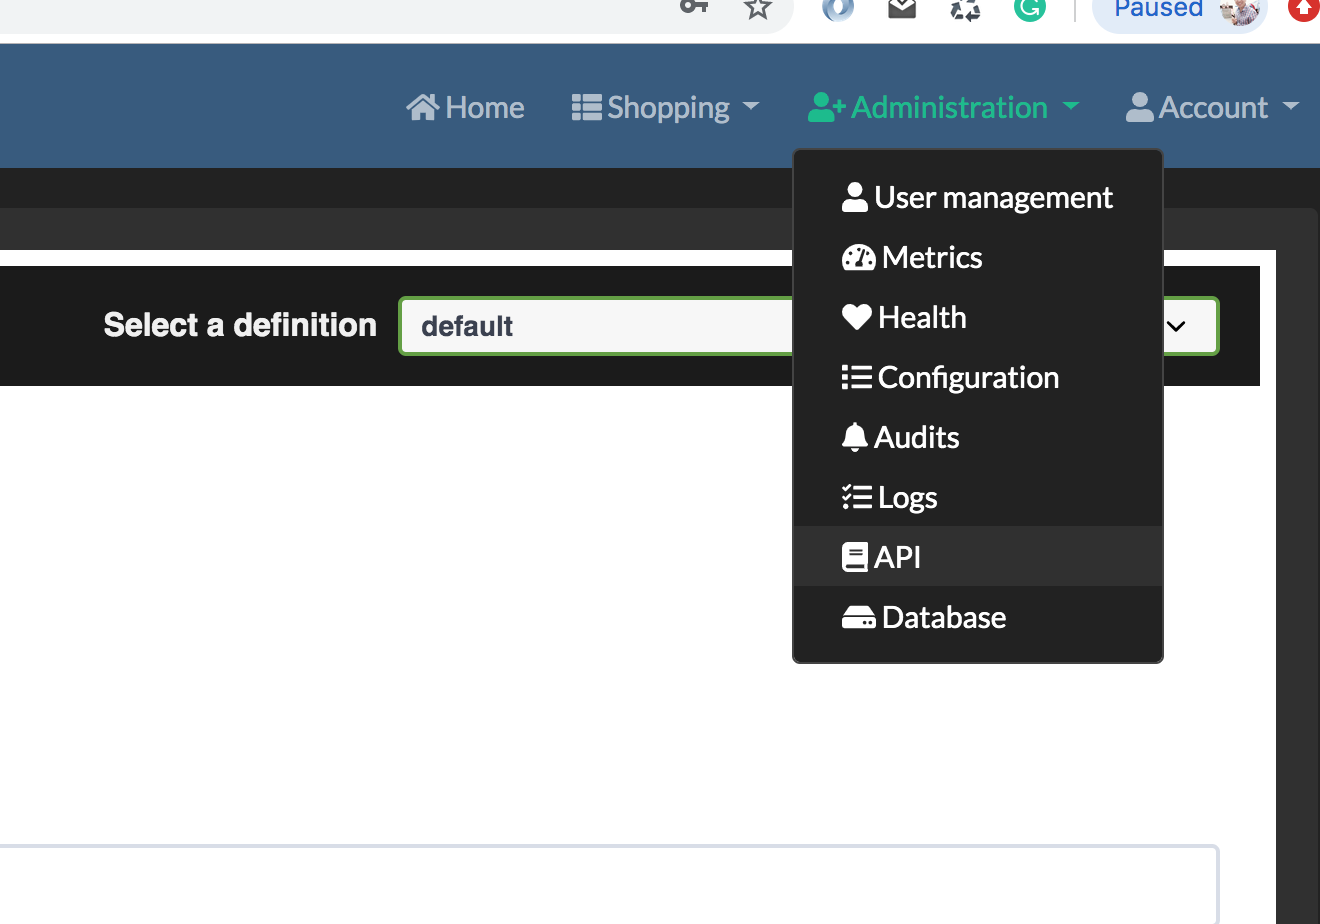 Paused
Home Shopping Administration Account
User management
Metrics
Select a definition default
Health
Configuration
Audits
Logs
API
Database